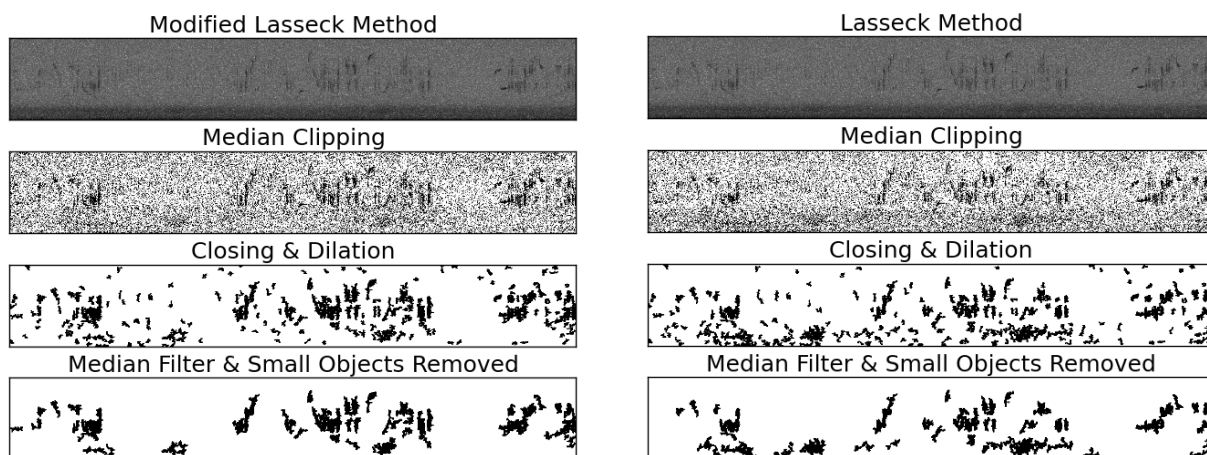 Modified Lasseck Method
Median Clipping
Closing & Dilation
Median Filter & Small Objects Removed
Lasseck Method
Median Clipping
Closing & Dilation
Median Filter & Small Objects Removed